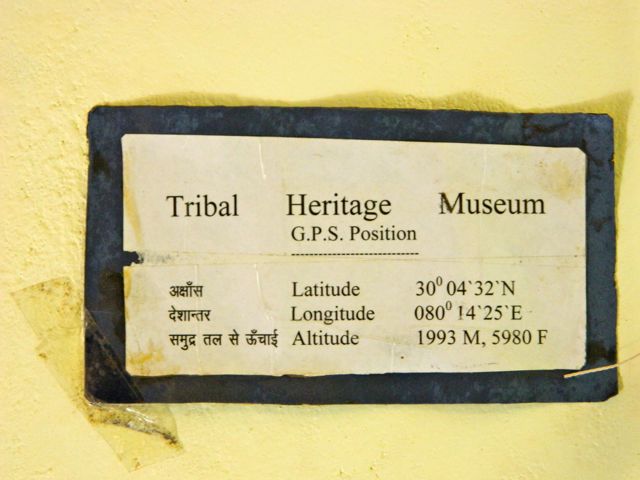 Tribal Heritage Museum
G.P.S. Position
----------------------------
अक्षाँस Latitude 30⁰ 04`32`N
देशान्तर Longitude 080⁰ 14`25`E
समुद्र तल से ऊँचाई Altitude 1993 M, 5980 F